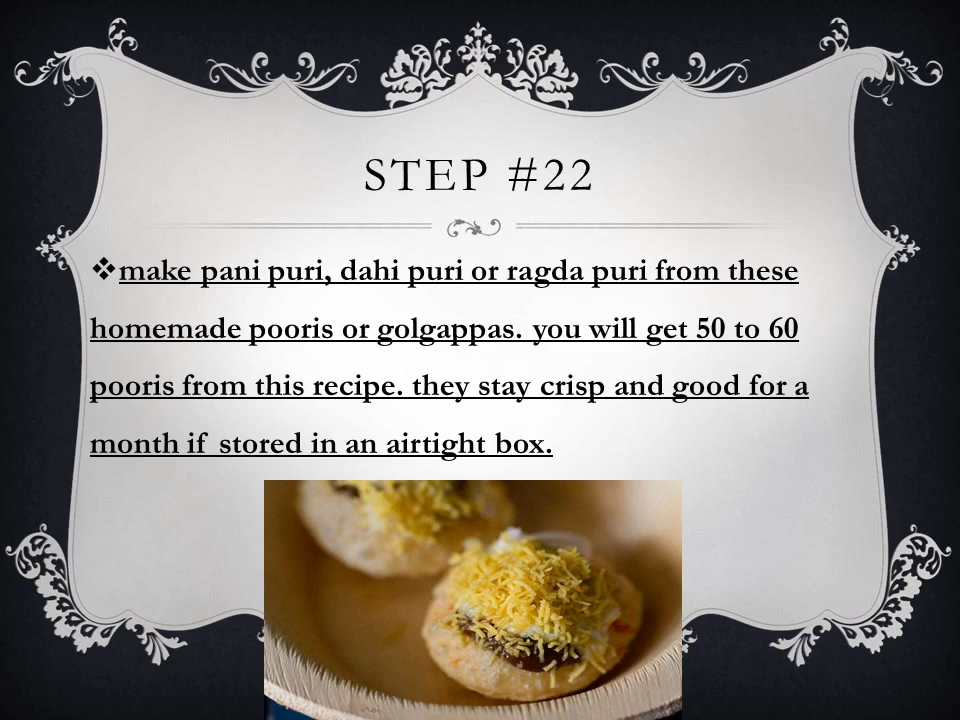 STEP #22
❖make pani puri, dahi puri or ragda puri from these
homemade pooris or golgappas. you will get 50 to 60
pooris from this recipe. they stay crisp and good for a
month if stored in an airtight box.